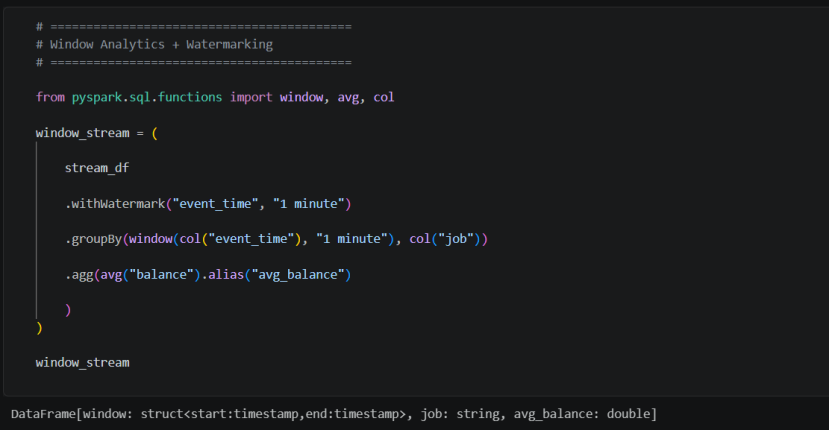 # ==========================================
# Window Analytics + Watermarking
# ==========================================
from pyspark.sql.functions import window, avg, col
window_stream = (
stream_df
.withWatermark("event_time", "1 minute")
.groupBy(window(col("event_time"), "1 minute"), col("job"))
.agg(avg("balance").alias("avg_balance")
)
)
window_stream
DataFrame[window: struct<start:timestamp,end:timestamp>, job: string, avg_balance: double]